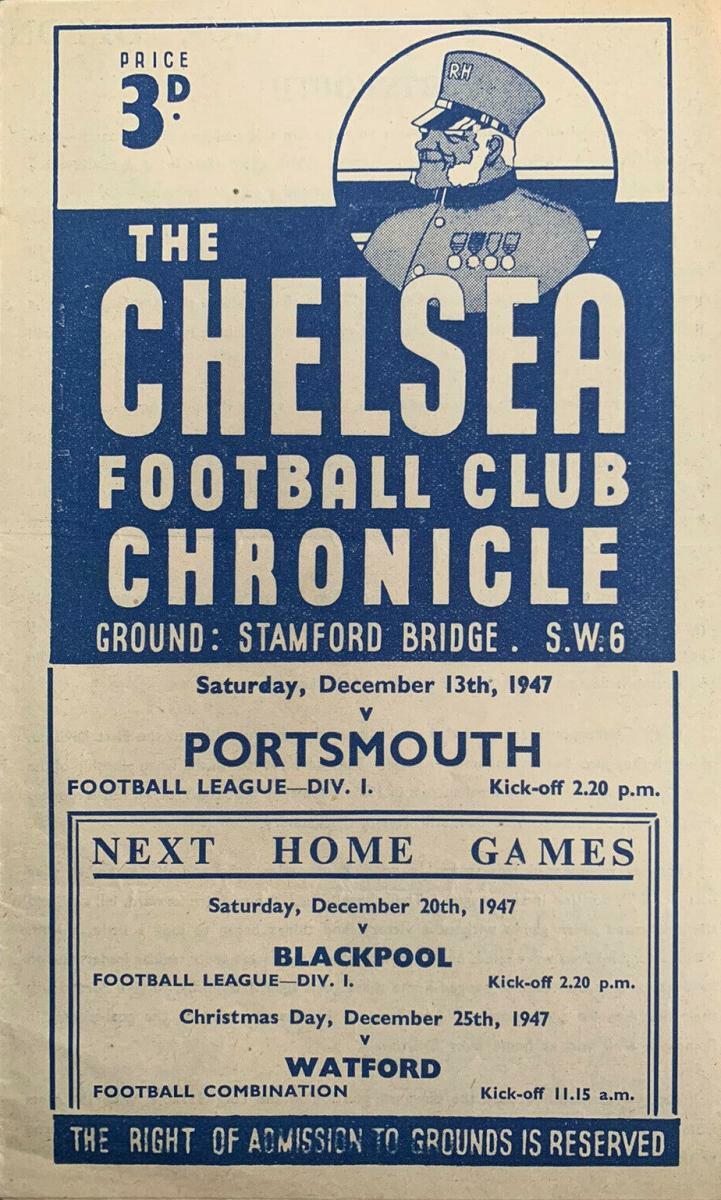 PRICE
3D.
RH
THE
CHELSEA
FOOTBALL CLUB
CHRONICLE
GROUND: STAMFORD BRIDGE. S.W.6
Saturday, December 13th, 1947
v
PORTSMOUTH
FOOTBALL LEAGUE—DIV. I. Kick-off 2.20 p.m.
NEXT HOME GAMES
Saturday, December 20th, 1947
v
BLACKPOOL
FOOTBALL LEAGUE—DIV. I. Kick-off 2.20 p.m.
Christmas Day, December 25th, 1947
v
WATFORD
FOOTBALL COMBINATION Kick-off 11.15 a.m.
THE RIGHT OF ADMISSION TO GROUNDS IS RESERVED